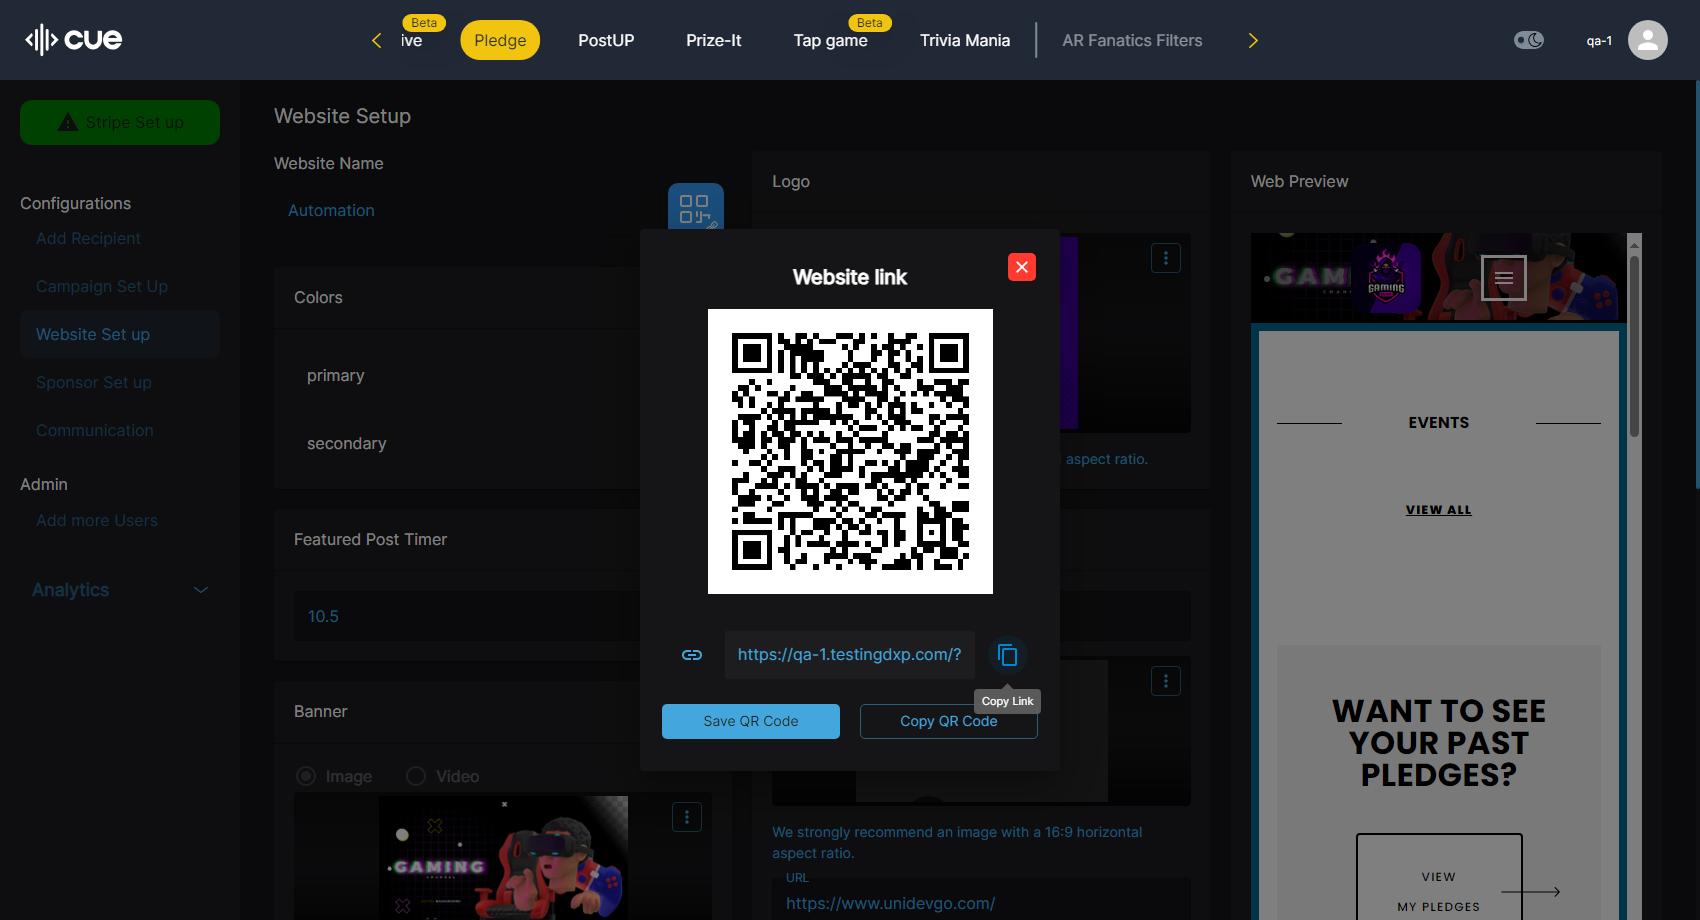 cue
ive
Beta
Pledge
PostUP
Prize-It
Tap game
Beta
Trivia Mania
AR Fanatics Filters
qa-1
Stripe Set up
Configurations
Add Recipient
Campaign Set Up
Website Set up
Sponsor Set up
Communication
Admin
Add more Users
Analytics
Website Setup
Website Name
Automation
Colors
primary
secondary
Featured Post Timer
10.5
Banner
Image
Video
GAMING
Logo
aspect ratio.
We strongly recommend an image with a 16:9 horizontal
aspect ratio.
URL
https://www.unidevgo.com/
Website link
https://qa-1.testingdxp.com/?
Copy Link
Save QR Code
Copy QR Code
Web Preview
GAMI
GAMING
EVENTS
VIEW ALL
WANT TO SEE
YOUR PAST
PLEDGES?
VIEW
MY PLEDGES